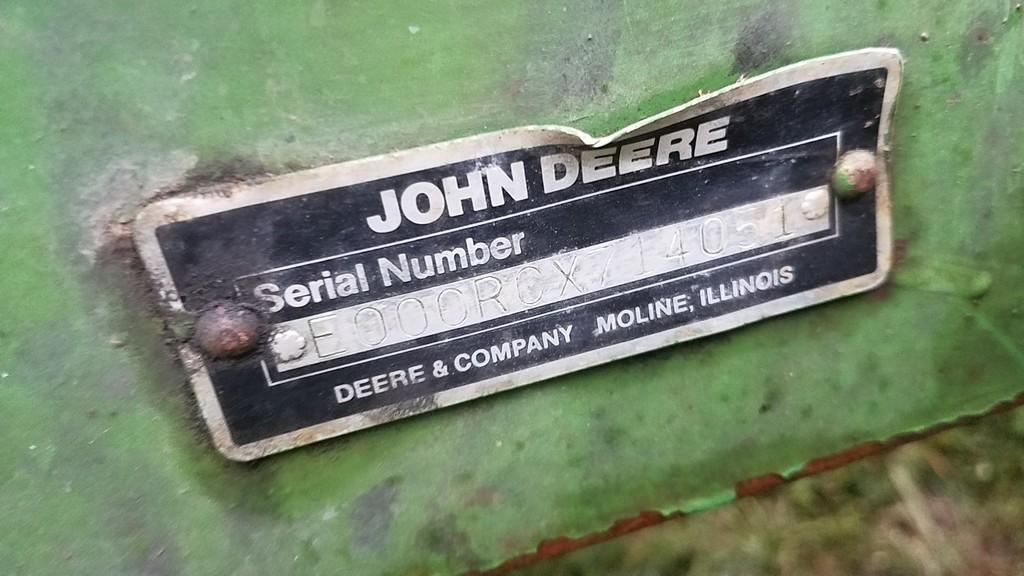 JOHN DEERE
Serial Number
E000RCX714051
DEERE & COMPANY MOLINE, ILLINOIS